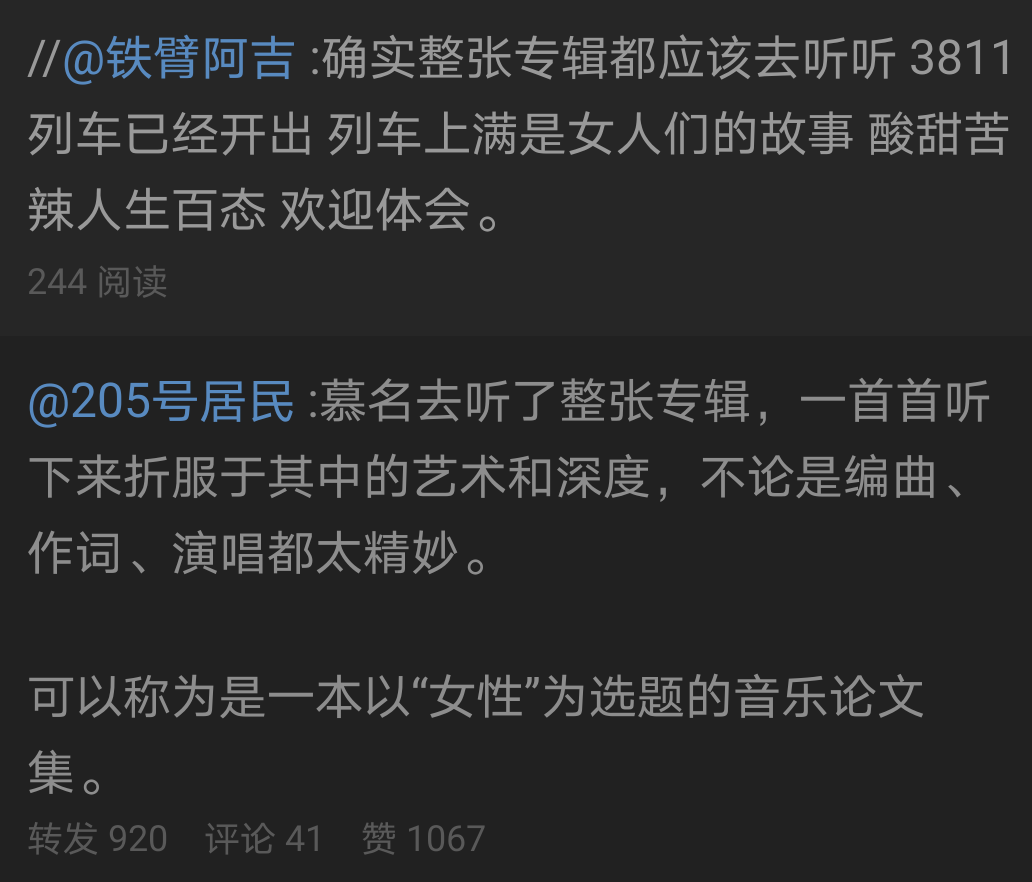 //@铁臂阿吉 :确实整张专辑都应该去听听 3811
列车已经开出 列车上满是女人们的故事 酸甜苦
辣人生百态 欢迎体会。
244 阅读
@205号居民 :慕名去听了整张专辑，一首首听
下来折服于其中的艺术和深度，不论是编曲、
作词、演唱都太精妙。
可以称为是一本以“女性”为选题的音乐论文
集。
转发 920 评论 41 赞 1067